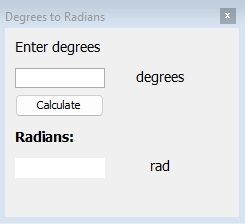 Degrees to Radians x
Enter degrees
degrees
Calculate
Radians:
rad